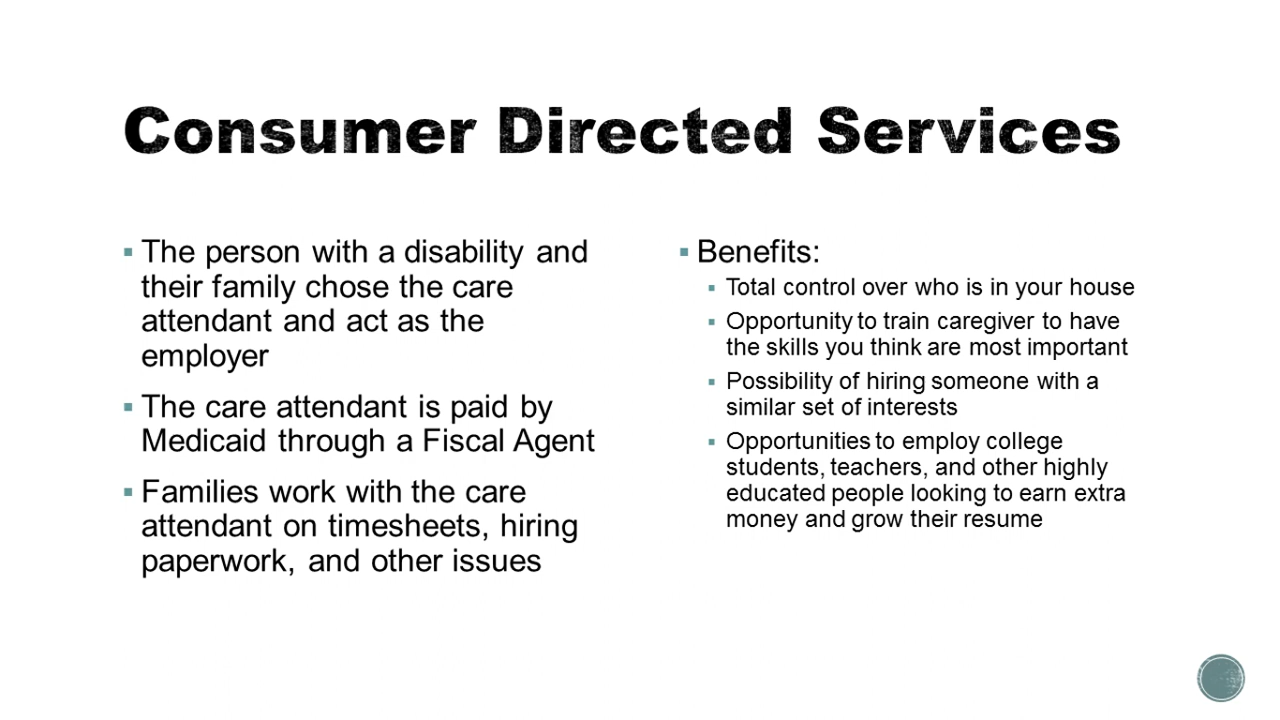 Consumer Directed Services
▪ The person with a disability and
their family chose the care
attendant and act as the
employer
▪ The care attendant is paid by
Medicaid through a Fiscal Agent
▪ Families work with the care
attendant on timesheets, hiring
paperwork, and other issues
▪ Benefits:
▪ Total control over who is in your house
▪ Opportunity to train caregiver to have
the skills you think are most important
▪ Possibility of hiring someone with a
similar set of interests
▪ Opportunities to employ college
students, teachers, and other highly
educated people looking to earn extra
money and grow their resume